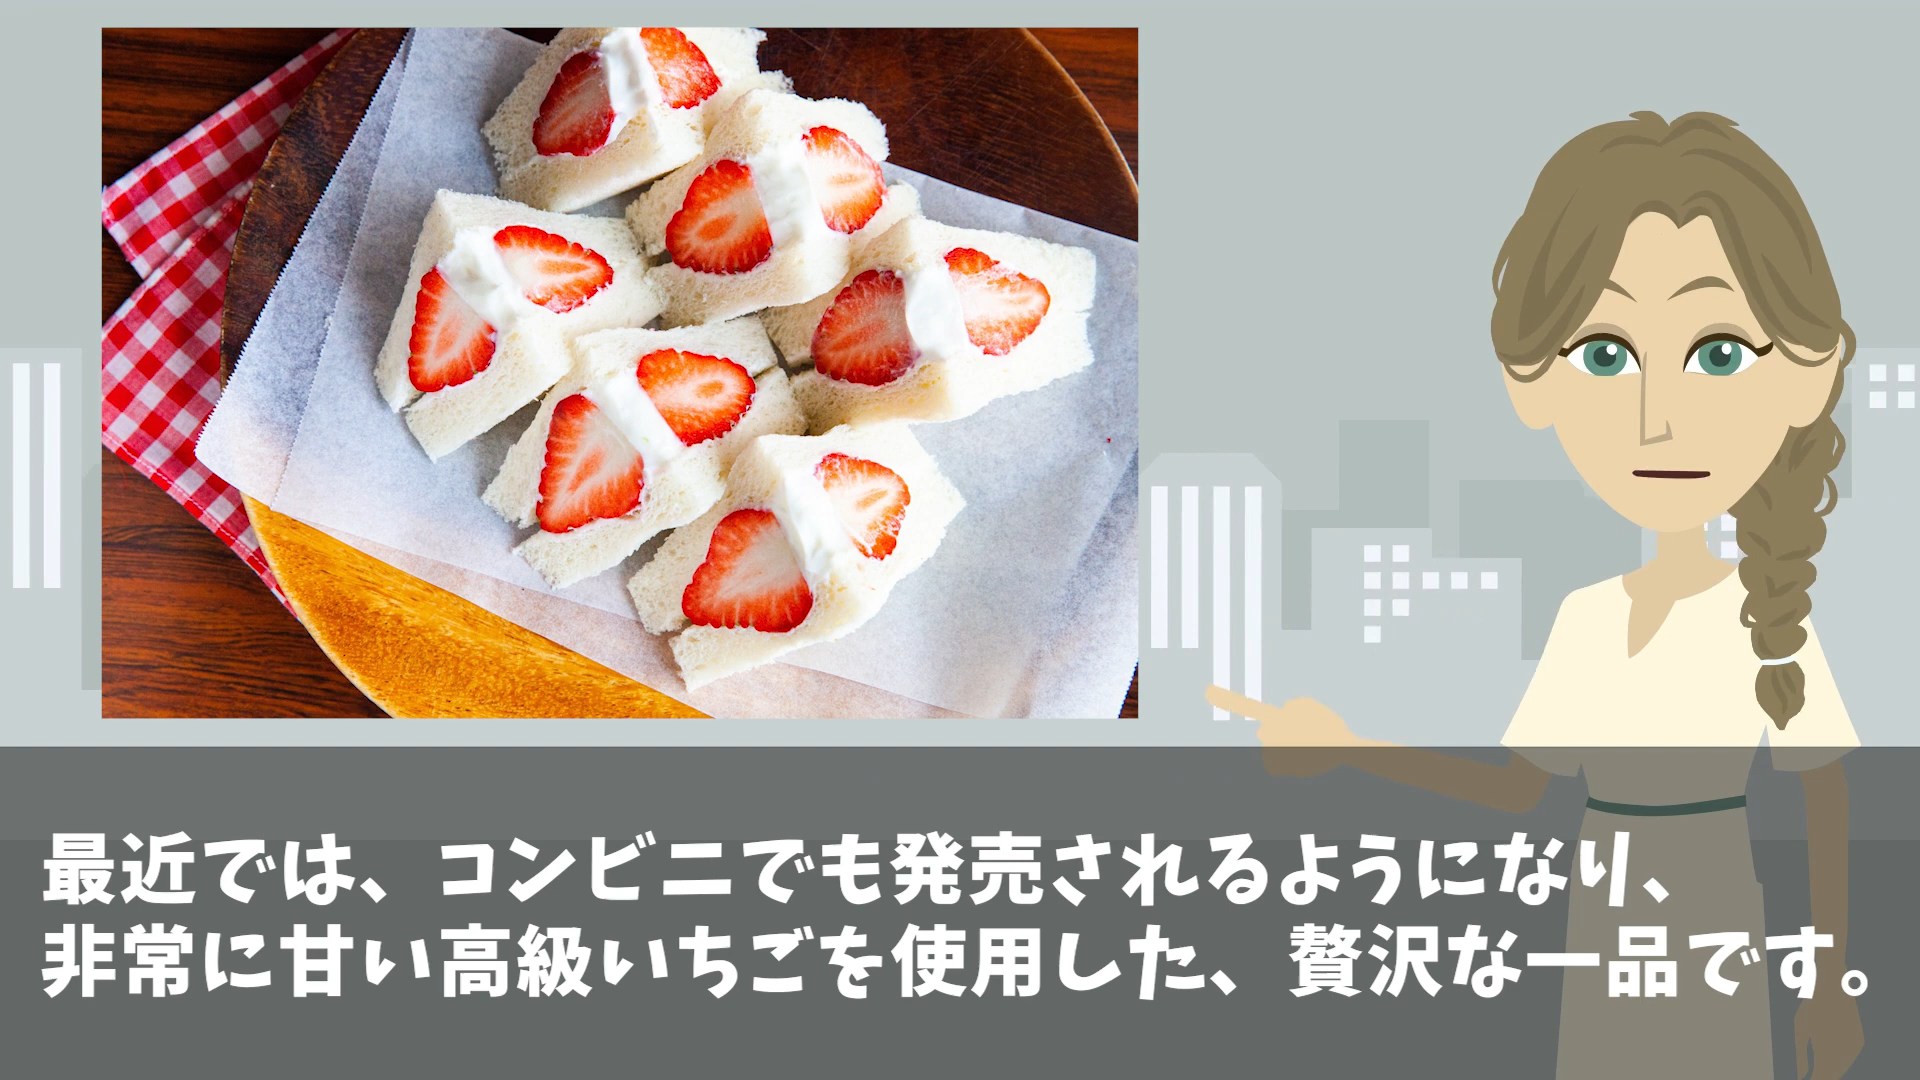 最近では、コンビニでも発売されるようになり、
非常に甘い高級いちごを使用した、贅沢な一品です。